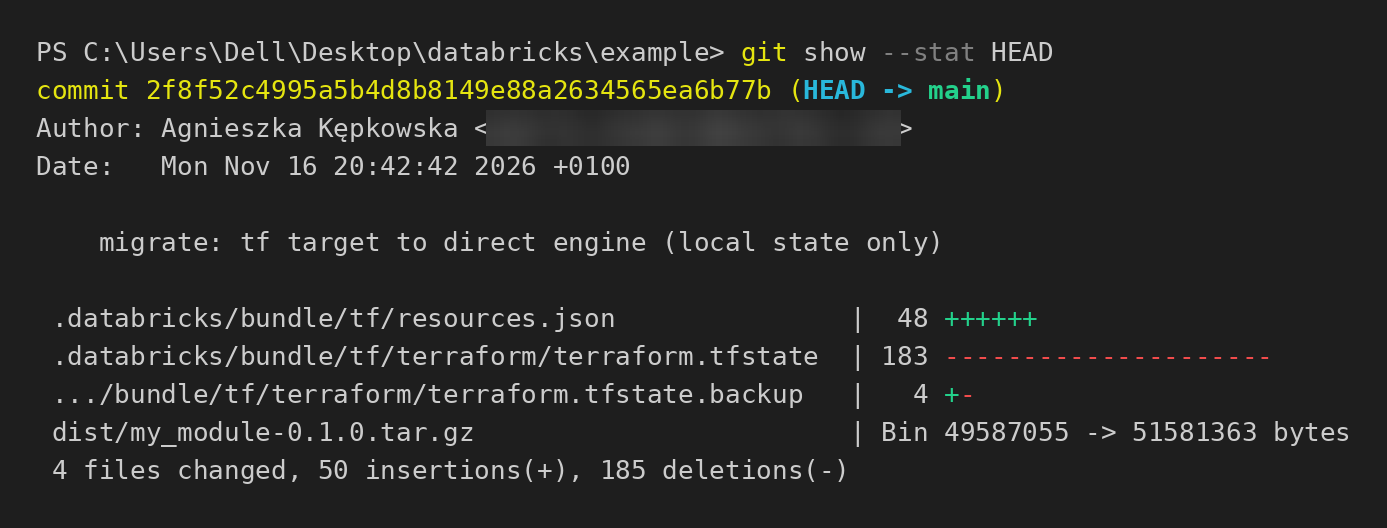 PS C:\Users\Dell\Desktop\databricks\example> git show --stat HEAD
commit 2f8f52c4995a5b4d8b8149e88a2634565ea6b77b (HEAD -> main)
Author: Agnieszka Kępkowska <>
Date:   Mon Nov 16 20:42:42 2026 +0100
migrate: tf target to direct engine (local state only)
.databricks/bundle/tf/resources.json | 48 ++++++
.databricks/bundle/tf/terraform/terraform.tfstate | 183 ---------------------
.../bundle/tf/terraform/terraform.tfstate.backup | 4 +-
dist/my_module-0.1.0.tar.gz | Bin 49587055 -> 51581363 bytes
4 files changed, 50 insertions(+), 185 deletions(-)